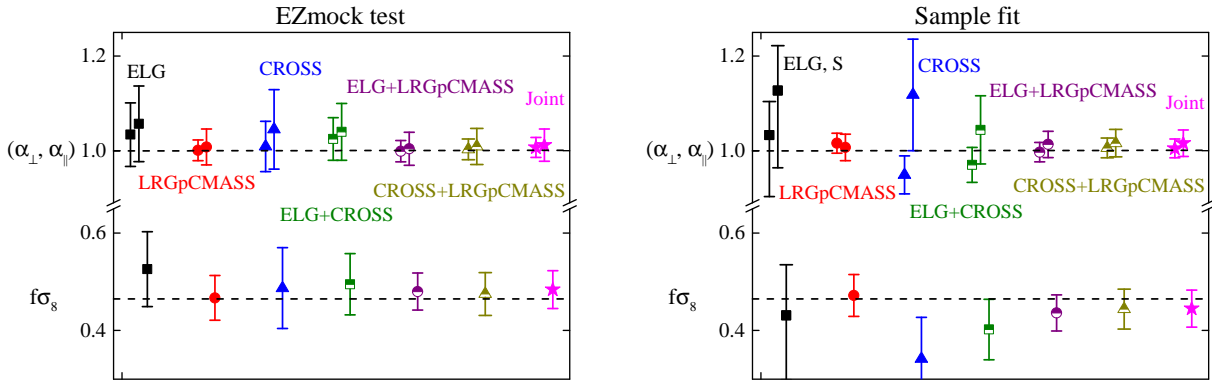 EZmock test
1.2
ELG
CROSS
ELG+LRGpCMASS
Joint
(α⊥, α∥)
1.0
LRGpCMASS
CROSS+LRGpCMASS
ELG+CROSS
0.6
fσ8
0.4
Sample fit
1.2
ELG, S
CROSS
ELG+LRGpCMASS
Joint
(α⊥, α∥)
1.0
LRGpCMASS
CROSS+LRGpCMASS
ELG+CROSS
0.6
fσ8
0.4